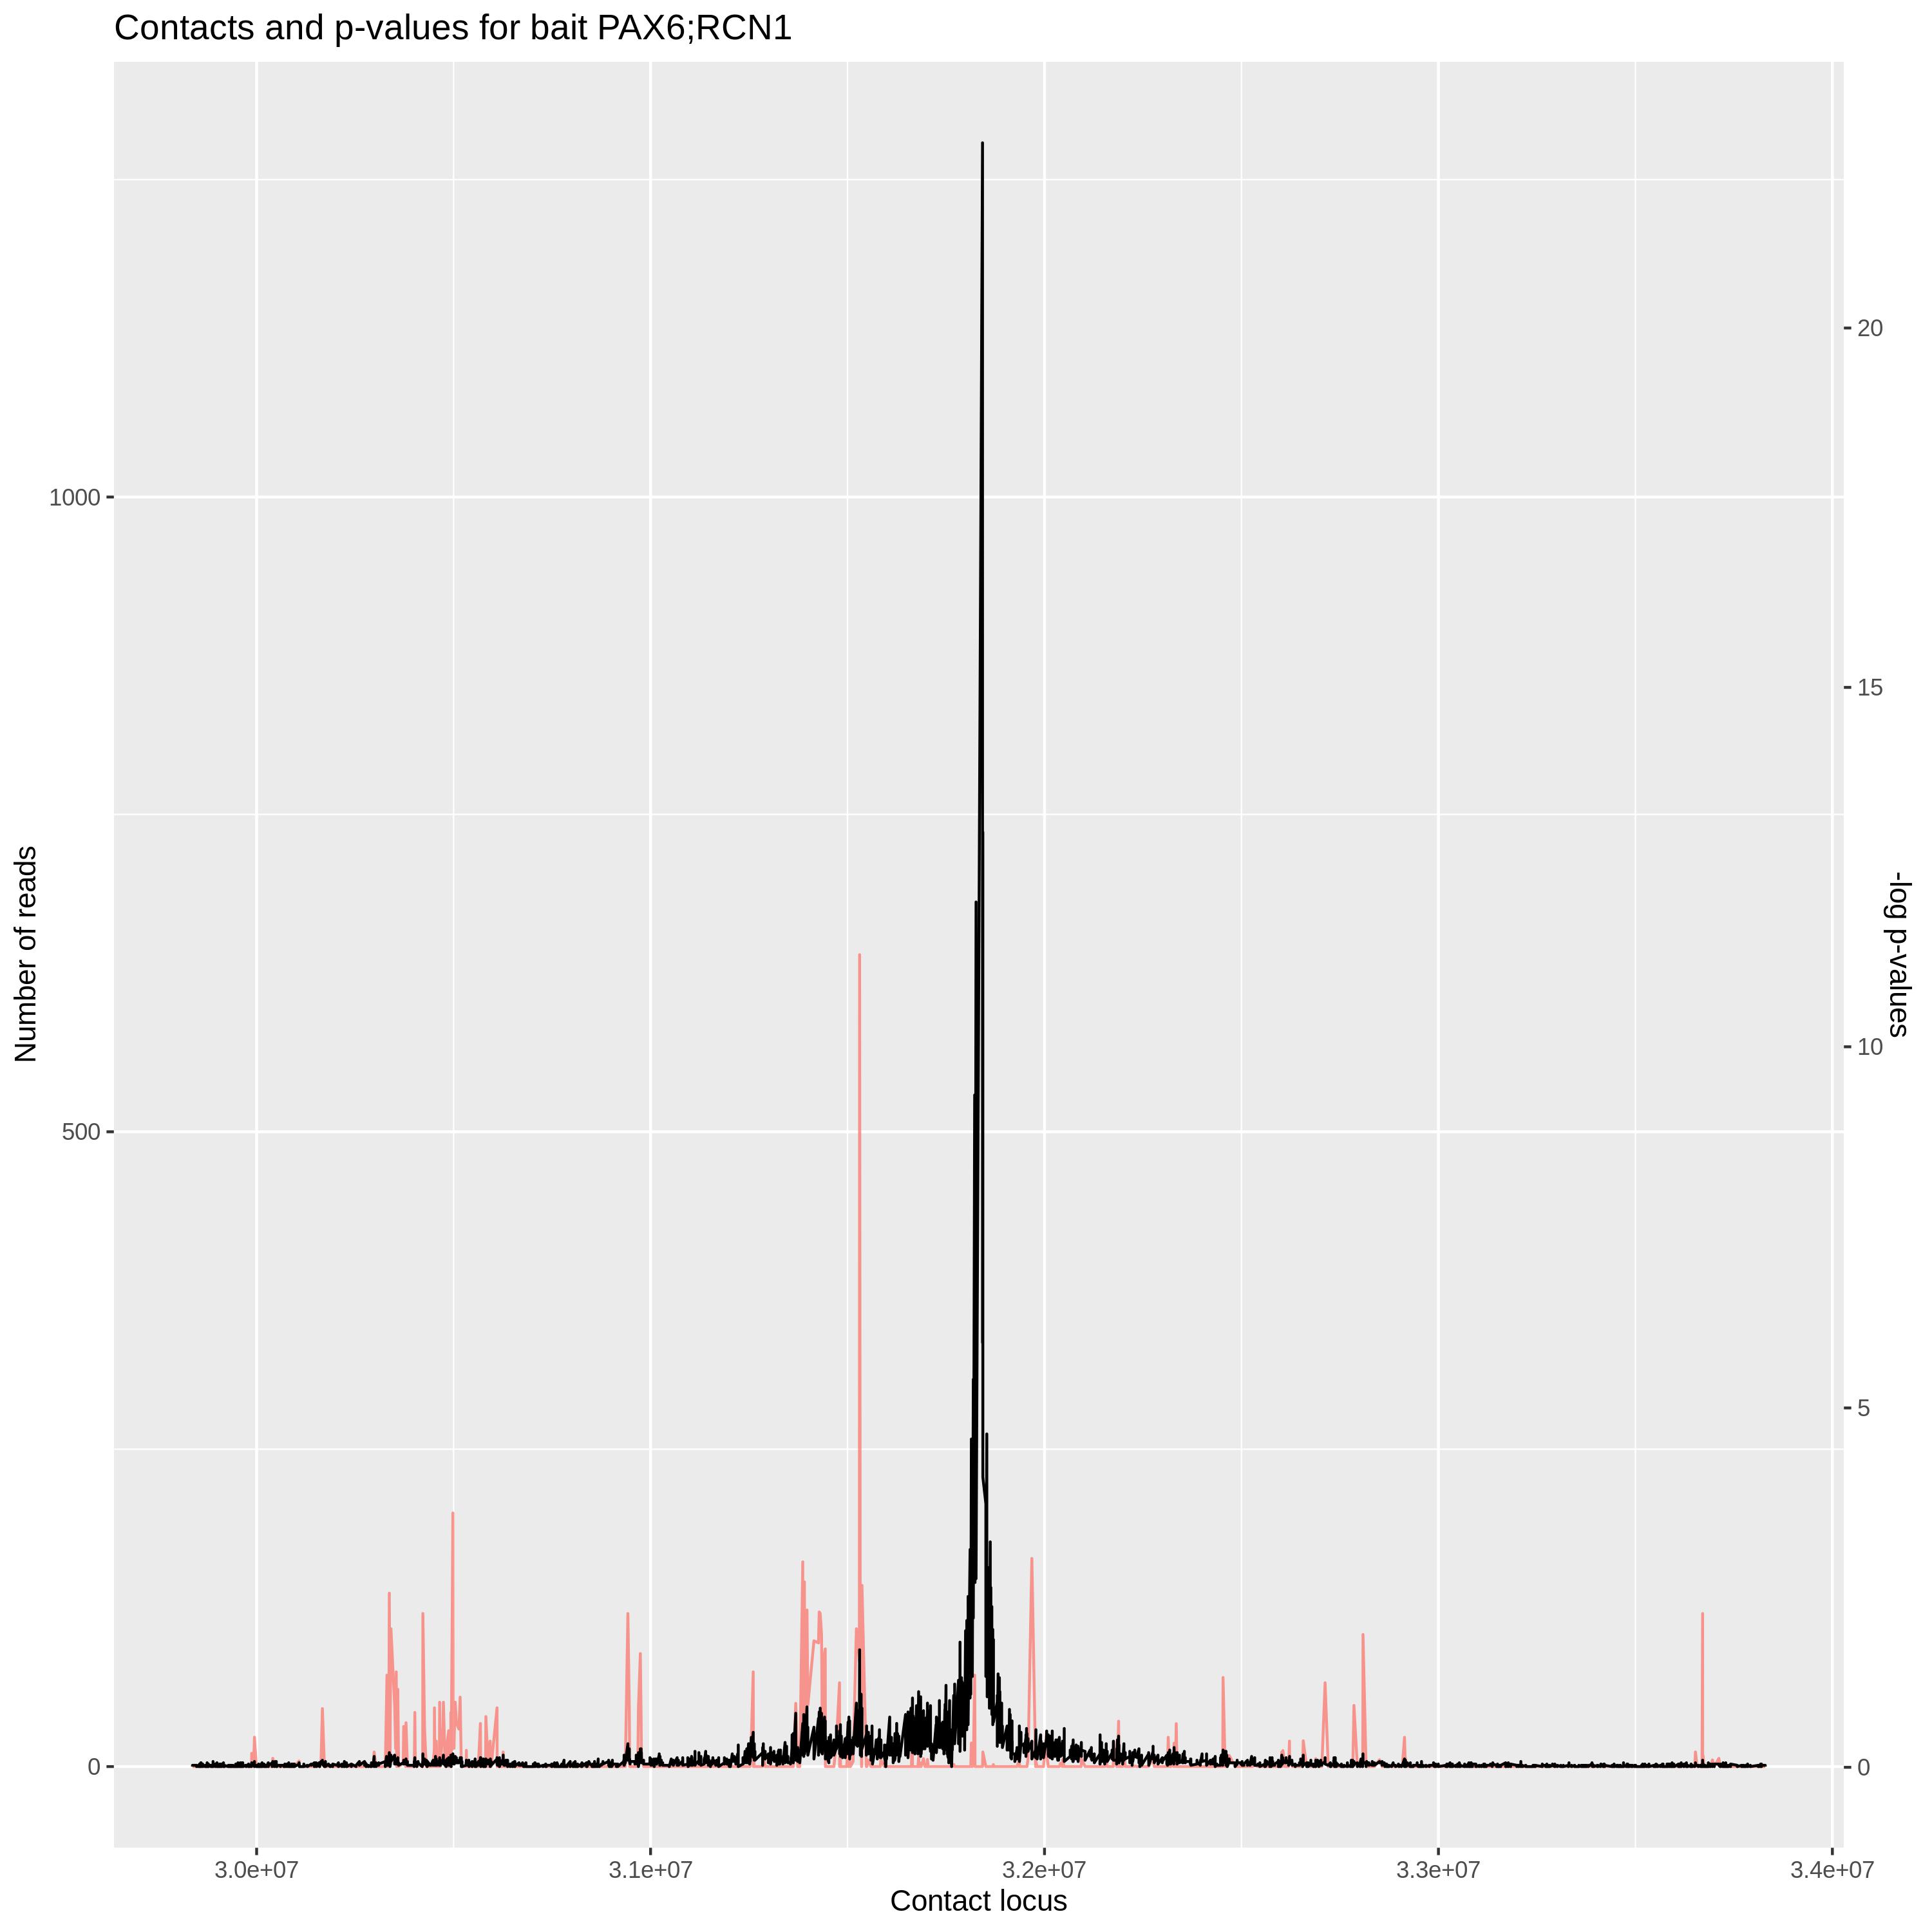 Contacts and p-values for bait PAX6;RCN1
Number of reads
1000
500
0
20
15
10
5
0
-log p-values
3.0e+07
3.1e+07
3.2e+07
3.3e+07
3.4e+07
Contact locus